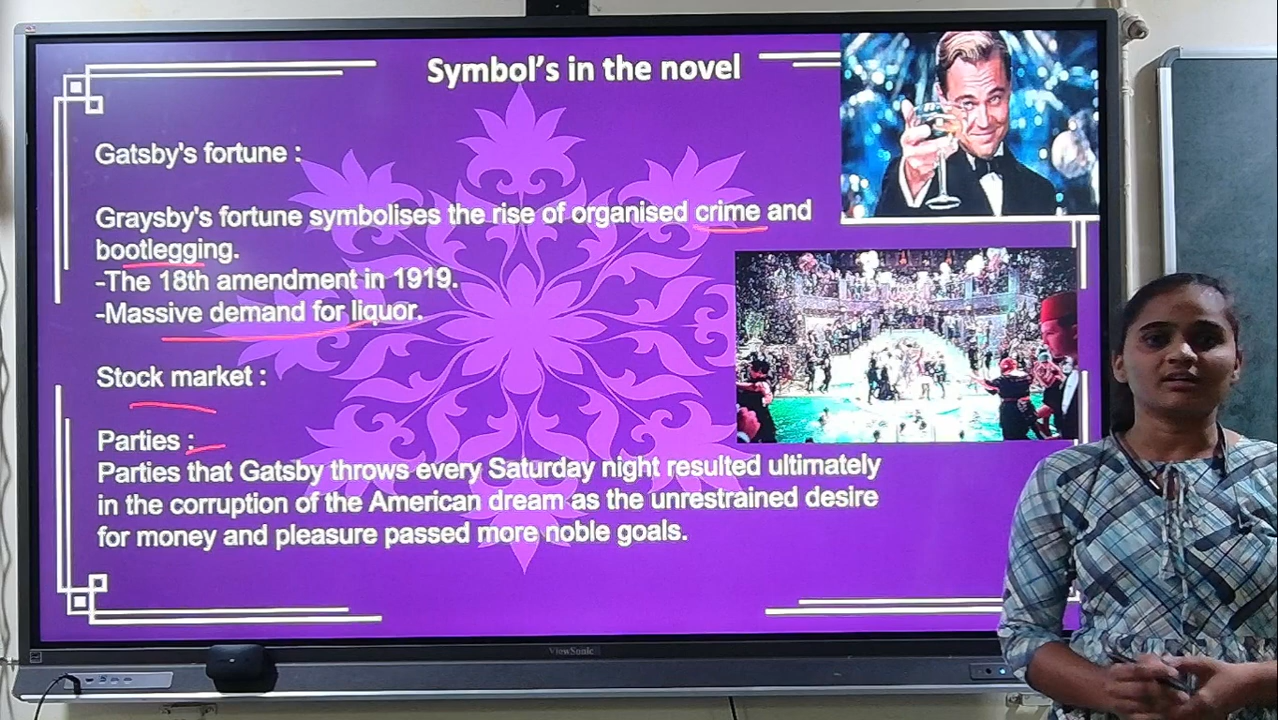 Symbol's in the novel
Gatsby's fortune :
Graysby's fortune symbolises the rise of organised crime and
bootlegging.
-The 18th amendment in 1919.
-Massive demand for liquor.
Stock market :
Parties :
Parties that Gatsby throws every Saturday night resulted ultimately
in the corruption of the American dream as the unrestrained desire
for money and pleasure passed more noble goals.
ViewSonic